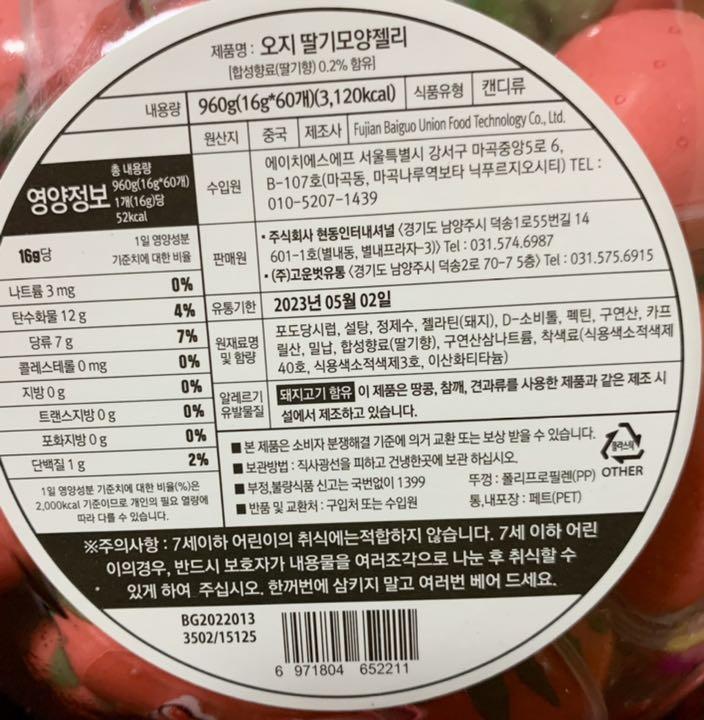 제품명 : 오지 딸기모양젤리
[합성향료(딸기향) 0.2% 함유]
내용량 960g(16g*60개)(3,120kcal) 식품유형 캔디류
원산지 중국 제조사 Fujian Baiguo Union Food Technology Co., Ltd.
수입원
에이치에스에프 서울특별시 강서구 마곡중앙5로 6,
B-107호(마곡동, 마곡나루역보타 닉푸르지오시티) TEL :
010-5207-1439
판매원
• 주식회사 현동인터내셔널 <경기도 남양주시 덕송1로55번길 14
601-1호(별내동, 별내프라자-3)> Tel : 031.574.6987
• (주)고운벗유통 <경기도 남양주시 덕송2로 70-7 5층> Tel : 031.575.6915
유통기한 2023년 05월 02일
원재료명
및 함량
포도당시럽, 설탕, 정제수, 젤라틴(돼지), D-소비톨, 펙틴, 구연산, 카프
릴산, 밀납, 합성향료(딸기향), 구연산삼나트륨, 착색료(식용색소적색제
40호, 식용색소적색제3호, 이산화티타늄)
알레르기
유발물질
돼지고기 함유 이 제품은 땅콩, 참깨, 견과류를 사용한 제품과 같은 제조 시
설에서 제조하고 있습니다.
영양정보
총 내용량
960g(16g*60개)
1개(16g)당
52kcal
16g당
1일 영양성분
기준치에 대한 비율
나트륨 3 mg 0%
탄수화물 12 g 4%
당류 7 g 7%
콜레스테롤 0 mg 0%
지방 0 g 0%
트랜스지방 0 g 0%
포화지방 0 g 0%
단백질 1 g 2%
1일 영양성분 기준치에 대한 비율(%)은
2,000kcal 기준이므로 개인의 필요 열량에
따라 다를 수 있습니다.
■ 본 제품은 소비자 분쟁해결 기준에 의거 교환 또는 보상 받을 수 있습니다.
■ 보관방법 : 직사광선을 피하고 건냉한곳에 보관 하십시오.
■ 부정,불량식품 신고는 국번없이 1399
■ 반품 및 교환처 : 구입처 또는 수입원
뚜껑 : 폴리프로필렌(PP)
통,내포장 : 페트(PET)
플라스틱
OTHER
※주의사항 : 7세이하 어린이의 취식에는적합하지 않습니다. 7세 이하 어린
이의경우, 반드시 보호자가 내용물을 여러조각으로 나눈 후 취식할 수
있게 하여 주십시오. 한꺼번에 삼키지 말고 여러번 베어 드세요.
BG2022013
3502/15125
6 971804 652211